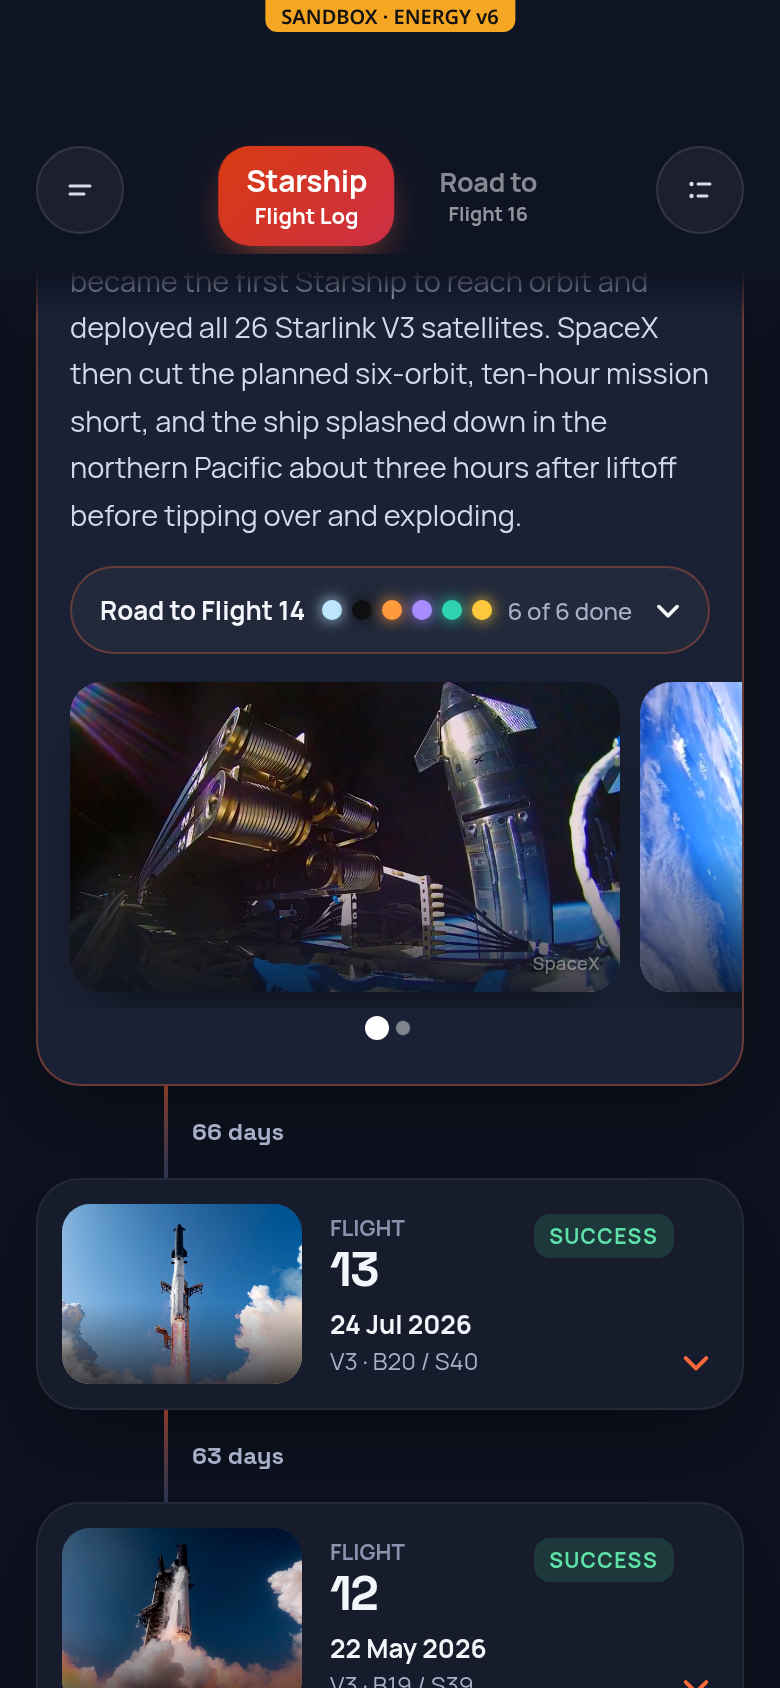 SANDBOX · ENERGY v6
Starship
Flight Log
Road to
Flight 16
became the first Starship to reach orbit and
deployed all 26 Starlink V3 satellites. SpaceX
then cut the planned six-orbit, ten-hour mission
short, and the ship splashed down in the
northern Pacific about three hours after liftoff
before tipping over and exploding.
Road to Flight 14 6 of 6 done
SpaceX
66 days
FLIGHT
SUCCESS
13
24 Jul 2026
V3 · B20 / S40
63 days
FLIGHT
SUCCESS
12
22 May 2026
V3 · B19 / S39